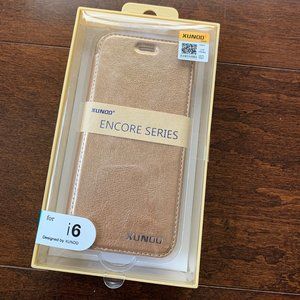 XUNDD
XUNDD®
ENCORE SERIES
for
i6
Designed by XUNDD
XUNDD